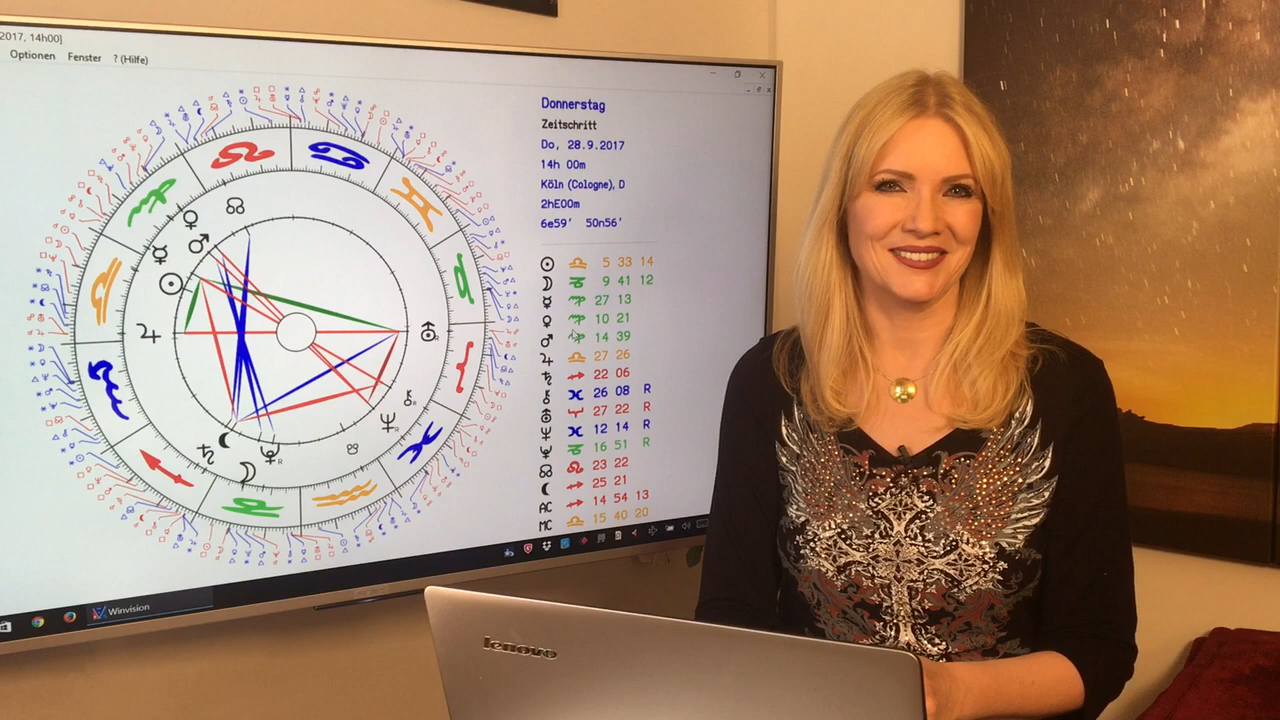 2017, 14h00]
Optionen Fenster ? (Hilfe)
Donnerstag
Zeitschritt
Do, 28.9.2017
14h 00m
Köln (Cologne), D
2hE00m
6e59' 50n56'
☉ ♎ 5 33 14
☽ ♑ 9 41 12
☿ ♍ 27 13
♀ ♍ 10 21
♂ ♍ 14 39
♃ ♎ 27 26
♄ ♐ 22 06
⚷ ♓ 26 08 R
⛢ ♈ 27 22 R
♆ ♓ 12 14 R
♇ ♑ 16 51 R
☊ ♌ 23 22
⚸ ♐ 25 21
AC ♐ 14 54 13
MC ♎ 15 40 20
Winvision
lenovo